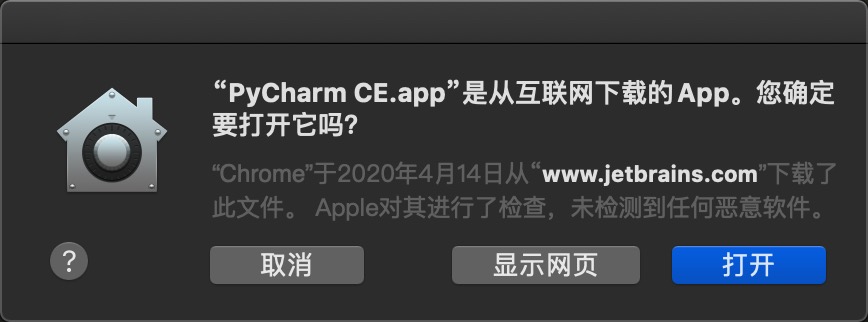 “PyCharm CE.app”是从互联网下载的App。您确定
要打开它吗?
“Chrome”于2020年4月14日从“www.jetbrains.com”下载了
此文件。 Apple对其进行了检查，未检测到任何恶意软件。
?
取消
显示网页
打开